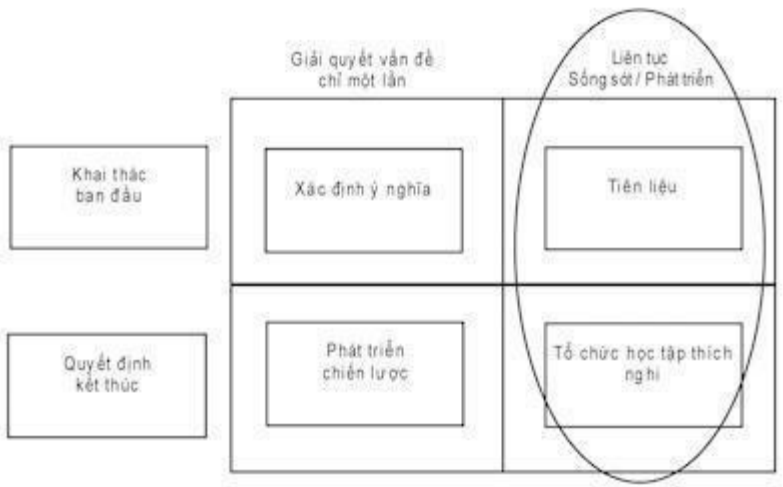 Giải quyết vấn đề
chỉ một lần
Liên tục
Sống sót / Phát triển
Khai thác
ban đầu
Xác định ý nghĩa
Tiên liệu
Quyết định
kết thúc
Phát triển
chiến lược
Tổ chức học tập thích
nghi